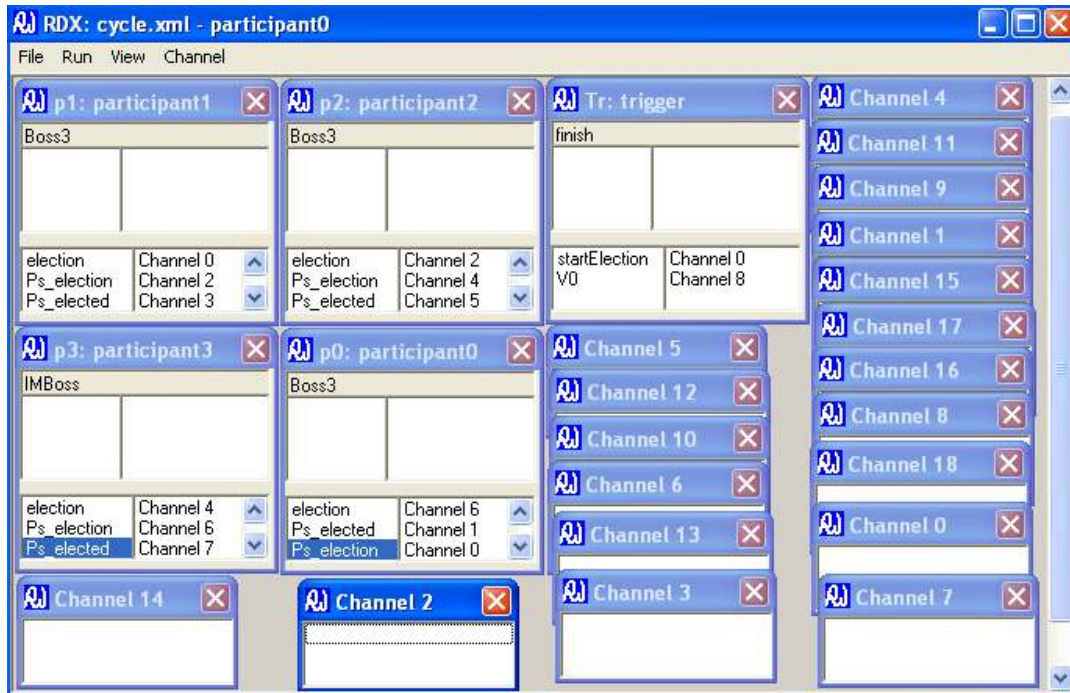 RDX: cycle.xml - participant0
File Run View Channel
p1: participant1
Boss3
election Channel 0
Ps_election Channel 2
Ps_elected Channel 3
p2: participant2
Boss3
election Channel 2
Ps_election Channel 4
Ps_elected Channel 5
Tr: trigger
finish
startElection Channel 0
V0 Channel 8
Channel 4
Channel 11
Channel 9
Channel 1
Channel 15
Channel 17
Channel 16
Channel 8
Channel 18
Channel 0
Channel 7
p3: participant3
IMBoss
election Channel 4
Ps_election Channel 6
Ps_elected Channel 7
p0: participant0
Boss3
election Channel 6
Ps_elected Channel 1
Ps_election Channel 0
Channel 5
Channel 12
Channel 10
Channel 6
Channel 13
Channel 3
Channel 14
Channel 2